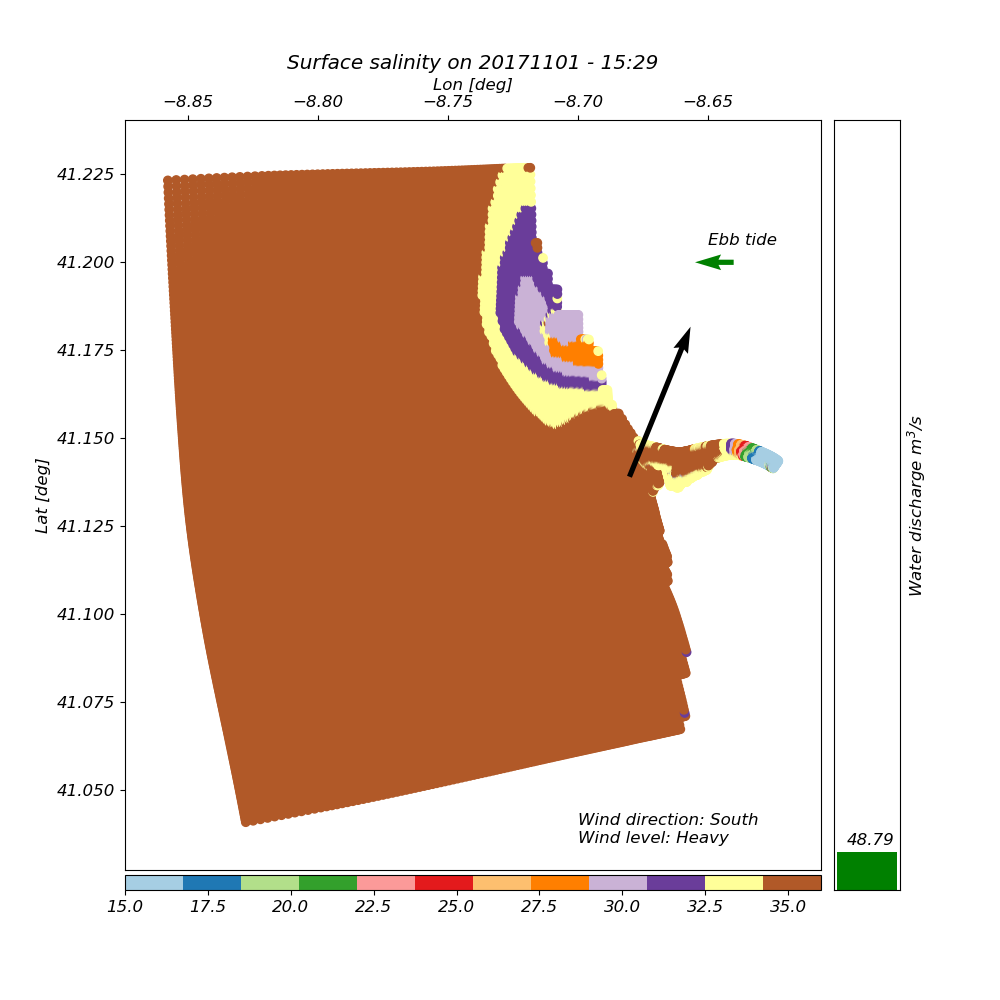 Surface salinity on 20171101 - 15:29
Lon [deg]
−8.85 −8.80 −8.75 −8.70 −8.65
41.225
41.200
41.175
41.150
41.125
41.100
41.075
41.050
Lat [deg]
Ebb tide
Wind direction: South
Wind level: Heavy
48.79
Water discharge m³/s
15.0 17.5 20.0 22.5 25.0 27.5 30.0 32.5 35.0